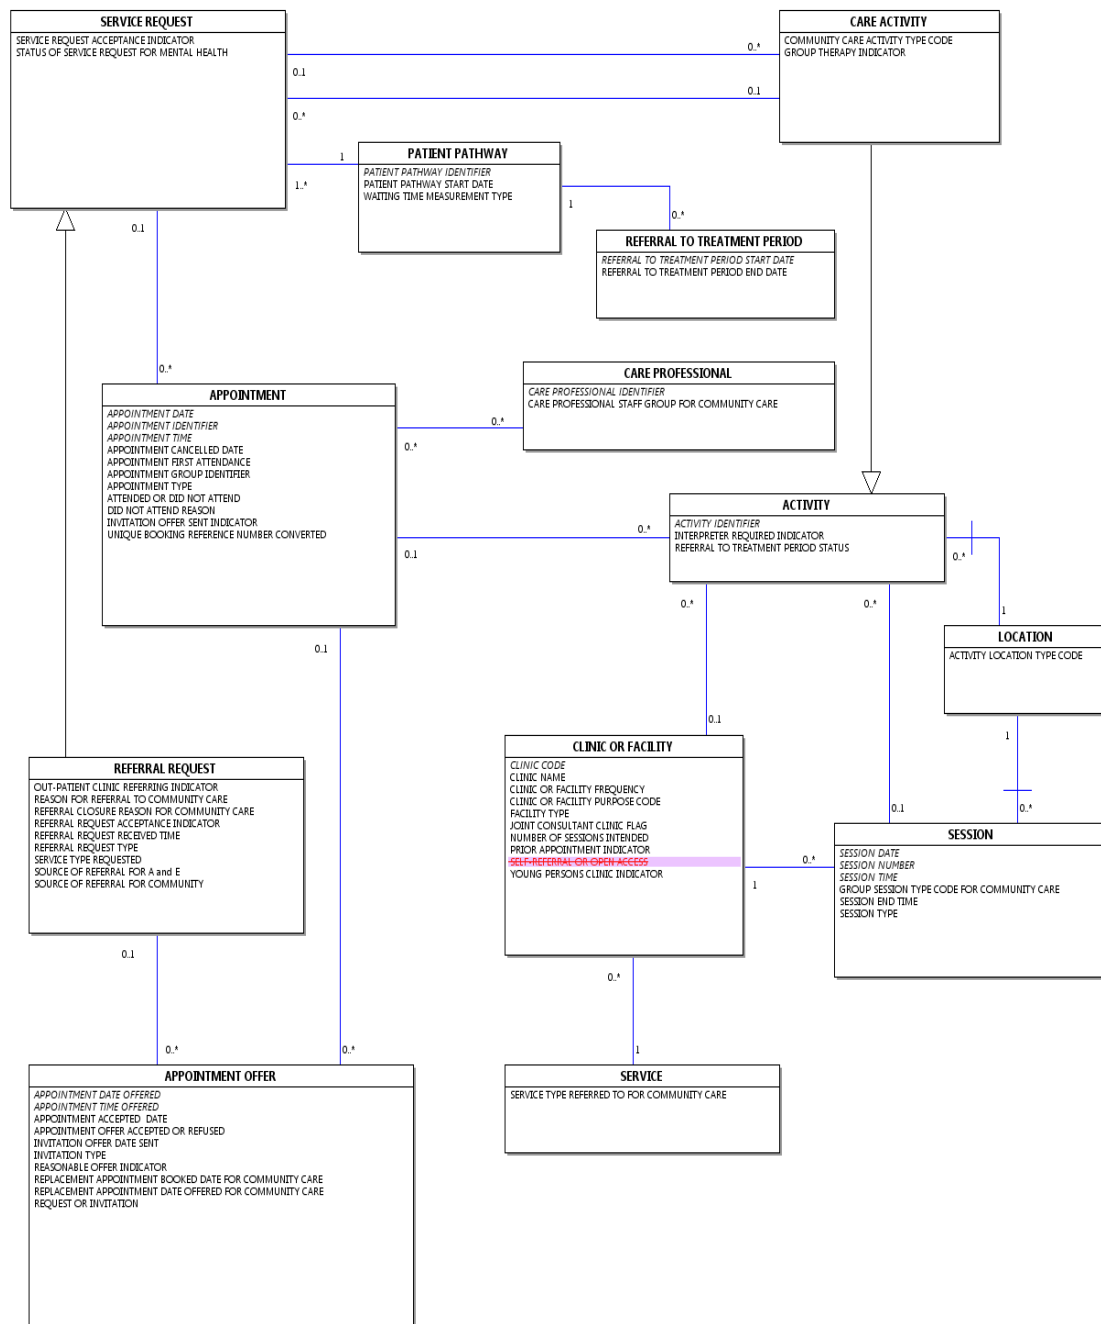 SERVICE REQUEST
SERVICE REQUEST ACCEPTANCE INDICATOR
STATUS OF SERVICE REQUEST FOR MENTAL HEALTH
CARE ACTIVITY
COMMUNITY CARE ACTIVITY TYPE CODE
GROUP THERAPY INDICATOR
0..*
0..1
0..1
0..*
1
1..*
PATIENT PATHWAY
PATIENT PATHWAY IDENTIFIER
PATIENT PATHWAY START DATE
WAITING TIME MEASUREMENT TYPE
1
0..*
0..1
REFERRAL TO TREATMENT PERIOD
REFERRAL TO TREATMENT PERIOD START DATE
REFERRAL TO TREATMENT PERIOD END DATE
0..*
APPOINTMENT
APPOINTMENT DATE
APPOINTMENT IDENTIFIER
APPOINTMENT TIME
APPOINTMENT CANCELLED DATE
APPOINTMENT FIRST ATTENDANCE
APPOINTMENT GROUP IDENTIFIER
APPOINTMENT TYPE
ATTENDED OR DID NOT ATTEND
DID NOT ATTEND REASON
INVITATION OFFER SENT INDICATOR
UNIQUE BOOKING REFERENCE NUMBER CONVERTED
CARE PROFESSIONAL
CARE PROFESSIONAL IDENTIFIER
CARE PROFESSIONAL STAFF GROUP FOR COMMUNITY CARE
0..*
0..*
ACTIVITY
ACTIVITY IDENTIFIER
INTERPRETER REQUIRED INDICATOR
REFERRAL TO TREATMENT PERIOD STATUS
0..*
0..1
0..*
0..*
0..*
1
0..1
LOCATION
ACTIVITY LOCATION TYPE CODE
0..1
1
CLINIC OR FACILITY
CLINIC CODE
CLINIC NAME
CLINIC OR FACILITY FREQUENCY
CLINIC OR FACILITY PURPOSE CODE
FACILITY TYPE
JOINT CONSULTANT CLINIC FLAG
NUMBER OF SESSIONS INTENDED
PRIOR APPOINTMENT INDICATOR
SELF-REFERRAL OR OPEN ACCESS
YOUNG PERSONS CLINIC INDICATOR
REFERRAL REQUEST
OUT-PATIENT CLINIC REFERRING INDICATOR
REASON FOR REFERRAL TO COMMUNITY CARE
REFERRAL CLOSURE REASON FOR COMMUNITY CARE
REFERRAL REQUEST ACCEPTANCE INDICATOR
REFERRAL REQUEST RECEIVED TIME
REFERRAL REQUEST TYPE
SERVICE TYPE REQUESTED
SOURCE OF REFERRAL FOR A and E
SOURCE OF REFERRAL FOR COMMUNITY
0..1
0..*
SESSION
SESSION DATE
SESSION NUMBER
SESSION TIME
GROUP SESSION TYPE CODE FOR COMMUNITY CARE
SESSION END TIME
SESSION TYPE
0..*
1
0..1
0..*
0..*
0..*
1
APPOINTMENT OFFER
APPOINTMENT DATE OFFERED
APPOINTMENT TIME OFFERED
APPOINTMENT ACCEPTED DATE
APPOINTMENT OFFER ACCEPTED OR REFUSED
INVITATION OFFER DATE SENT
INVITATION TYPE
REASONABLE OFFER INDICATOR
REPLACEMENT APPOINTMENT BOOKED DATE FOR COMMUNITY CARE
REPLACEMENT APPOINTMENT DATE OFFERED FOR COMMUNITY CARE
REQUEST OR INVITATION
SERVICE
SERVICE TYPE REFERRED TO FOR COMMUNITY CARE